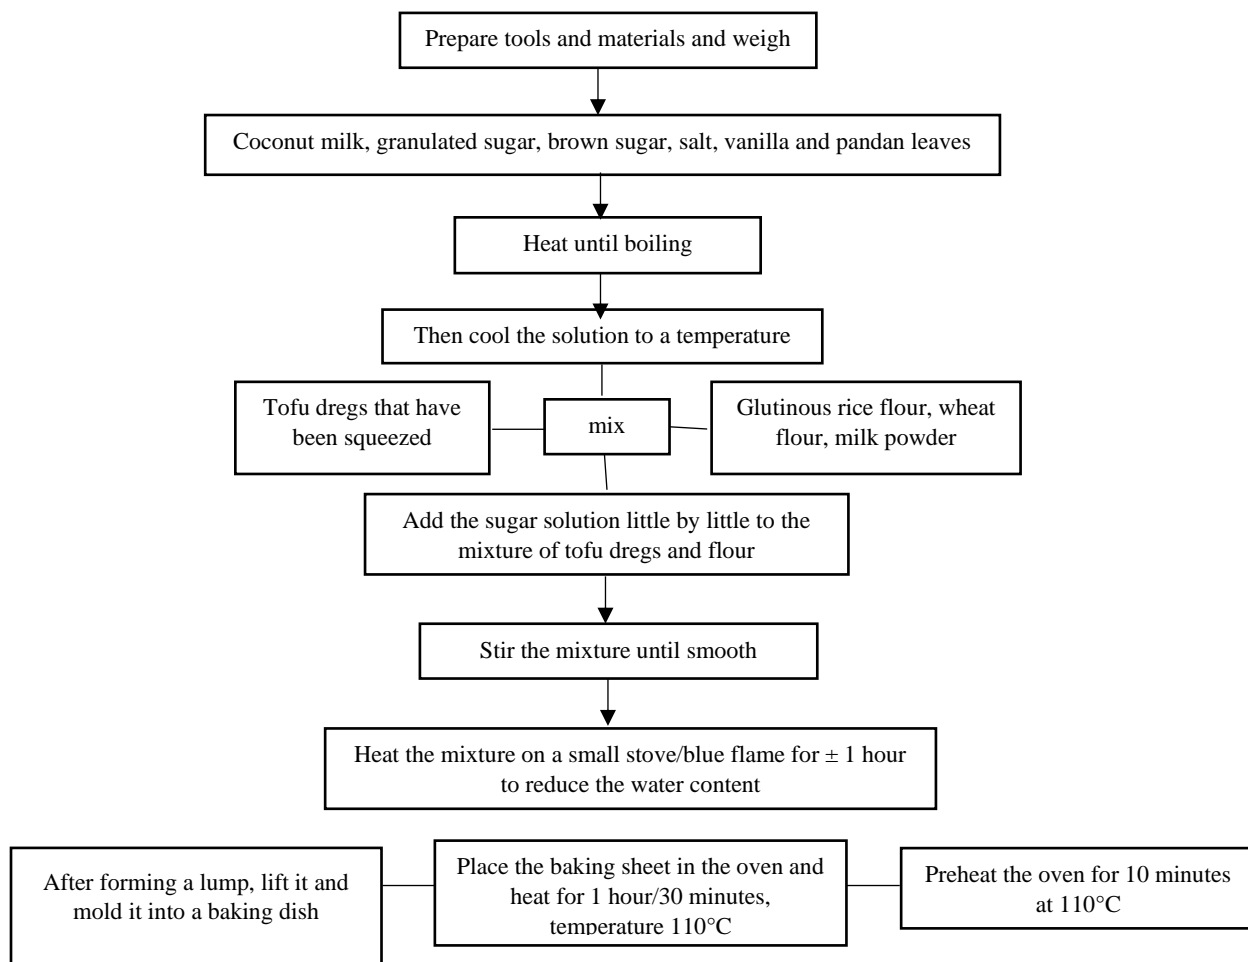 Prepare tools and materials and weigh
Coconut milk, granulated sugar, brown sugar, salt, vanilla and pandan leaves
Heat until boiling
Then cool the solution to a temperature
Tofu dregs that have
been squeezed
mix
Glutinous rice flour, wheat
flour, milk powder
Add the sugar solution little by little to the
mixture of tofu dregs and flour
Stir the mixture until smooth
Heat the mixture on a small stove/blue flame for ± 1 hour
to reduce the water content
After forming a lump, lift it and
mold it into a baking dish
Place the baking sheet in the oven and
heat for 1 hour/30 minutes,
temperature 110°C
Preheat the oven for 10 minutes
at 110°C